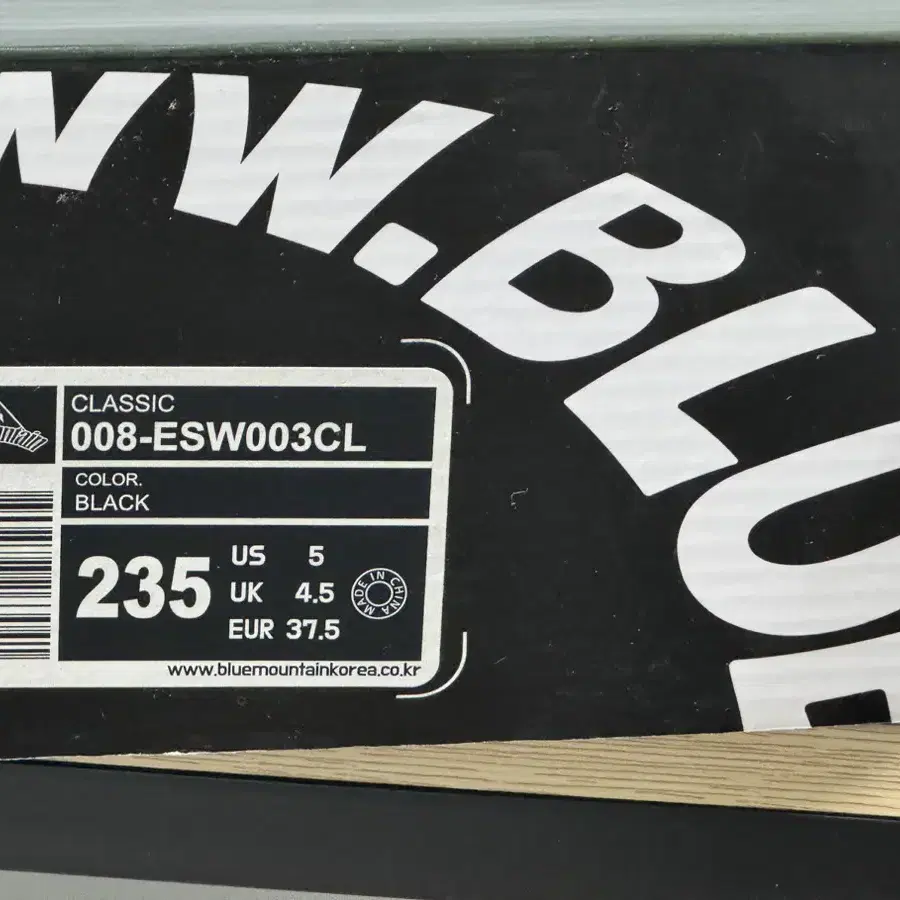 W.BLUE
CLASSIC
008-ESW003CL
COLOR.
BLACK
235
US 5
UK 4.5
EUR 37.5
MADE IN CHINA
www.bluemountainkorea.co.kr